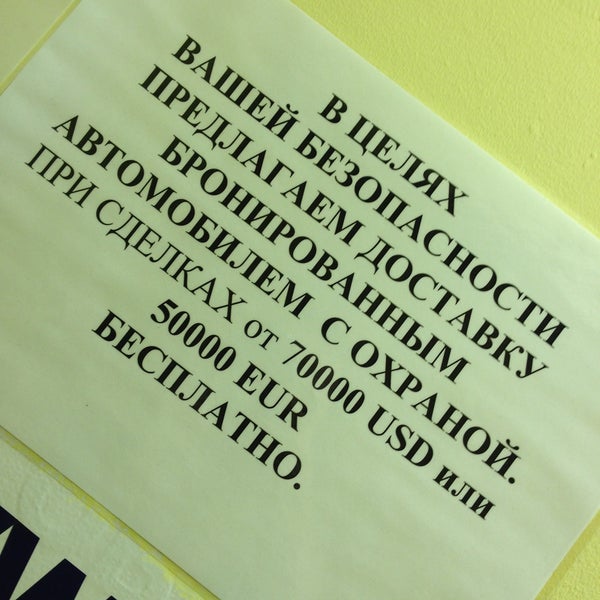 В ЦЕЛЯХ
ВАШЕЙ БЕЗОПАСНОСТИ
ПРЕДЛАГАЕМ ДОСТАВКУ
БРОНИРОВАННЫМ
АВТОМОБИЛЕМ С ОХРАНОЙ.
ПРИ СДЕЛКАХ от 70000 USD или
50000 EUR
БЕСПЛАТНО.